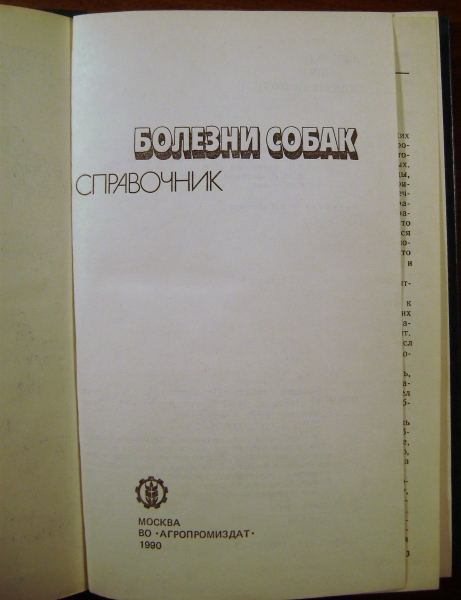 БОЛЕЗНИ СОБАК
СПРАВОЧНИК
МОСКВА
ВО «АГРОПРОМИЗДАТ»
1990